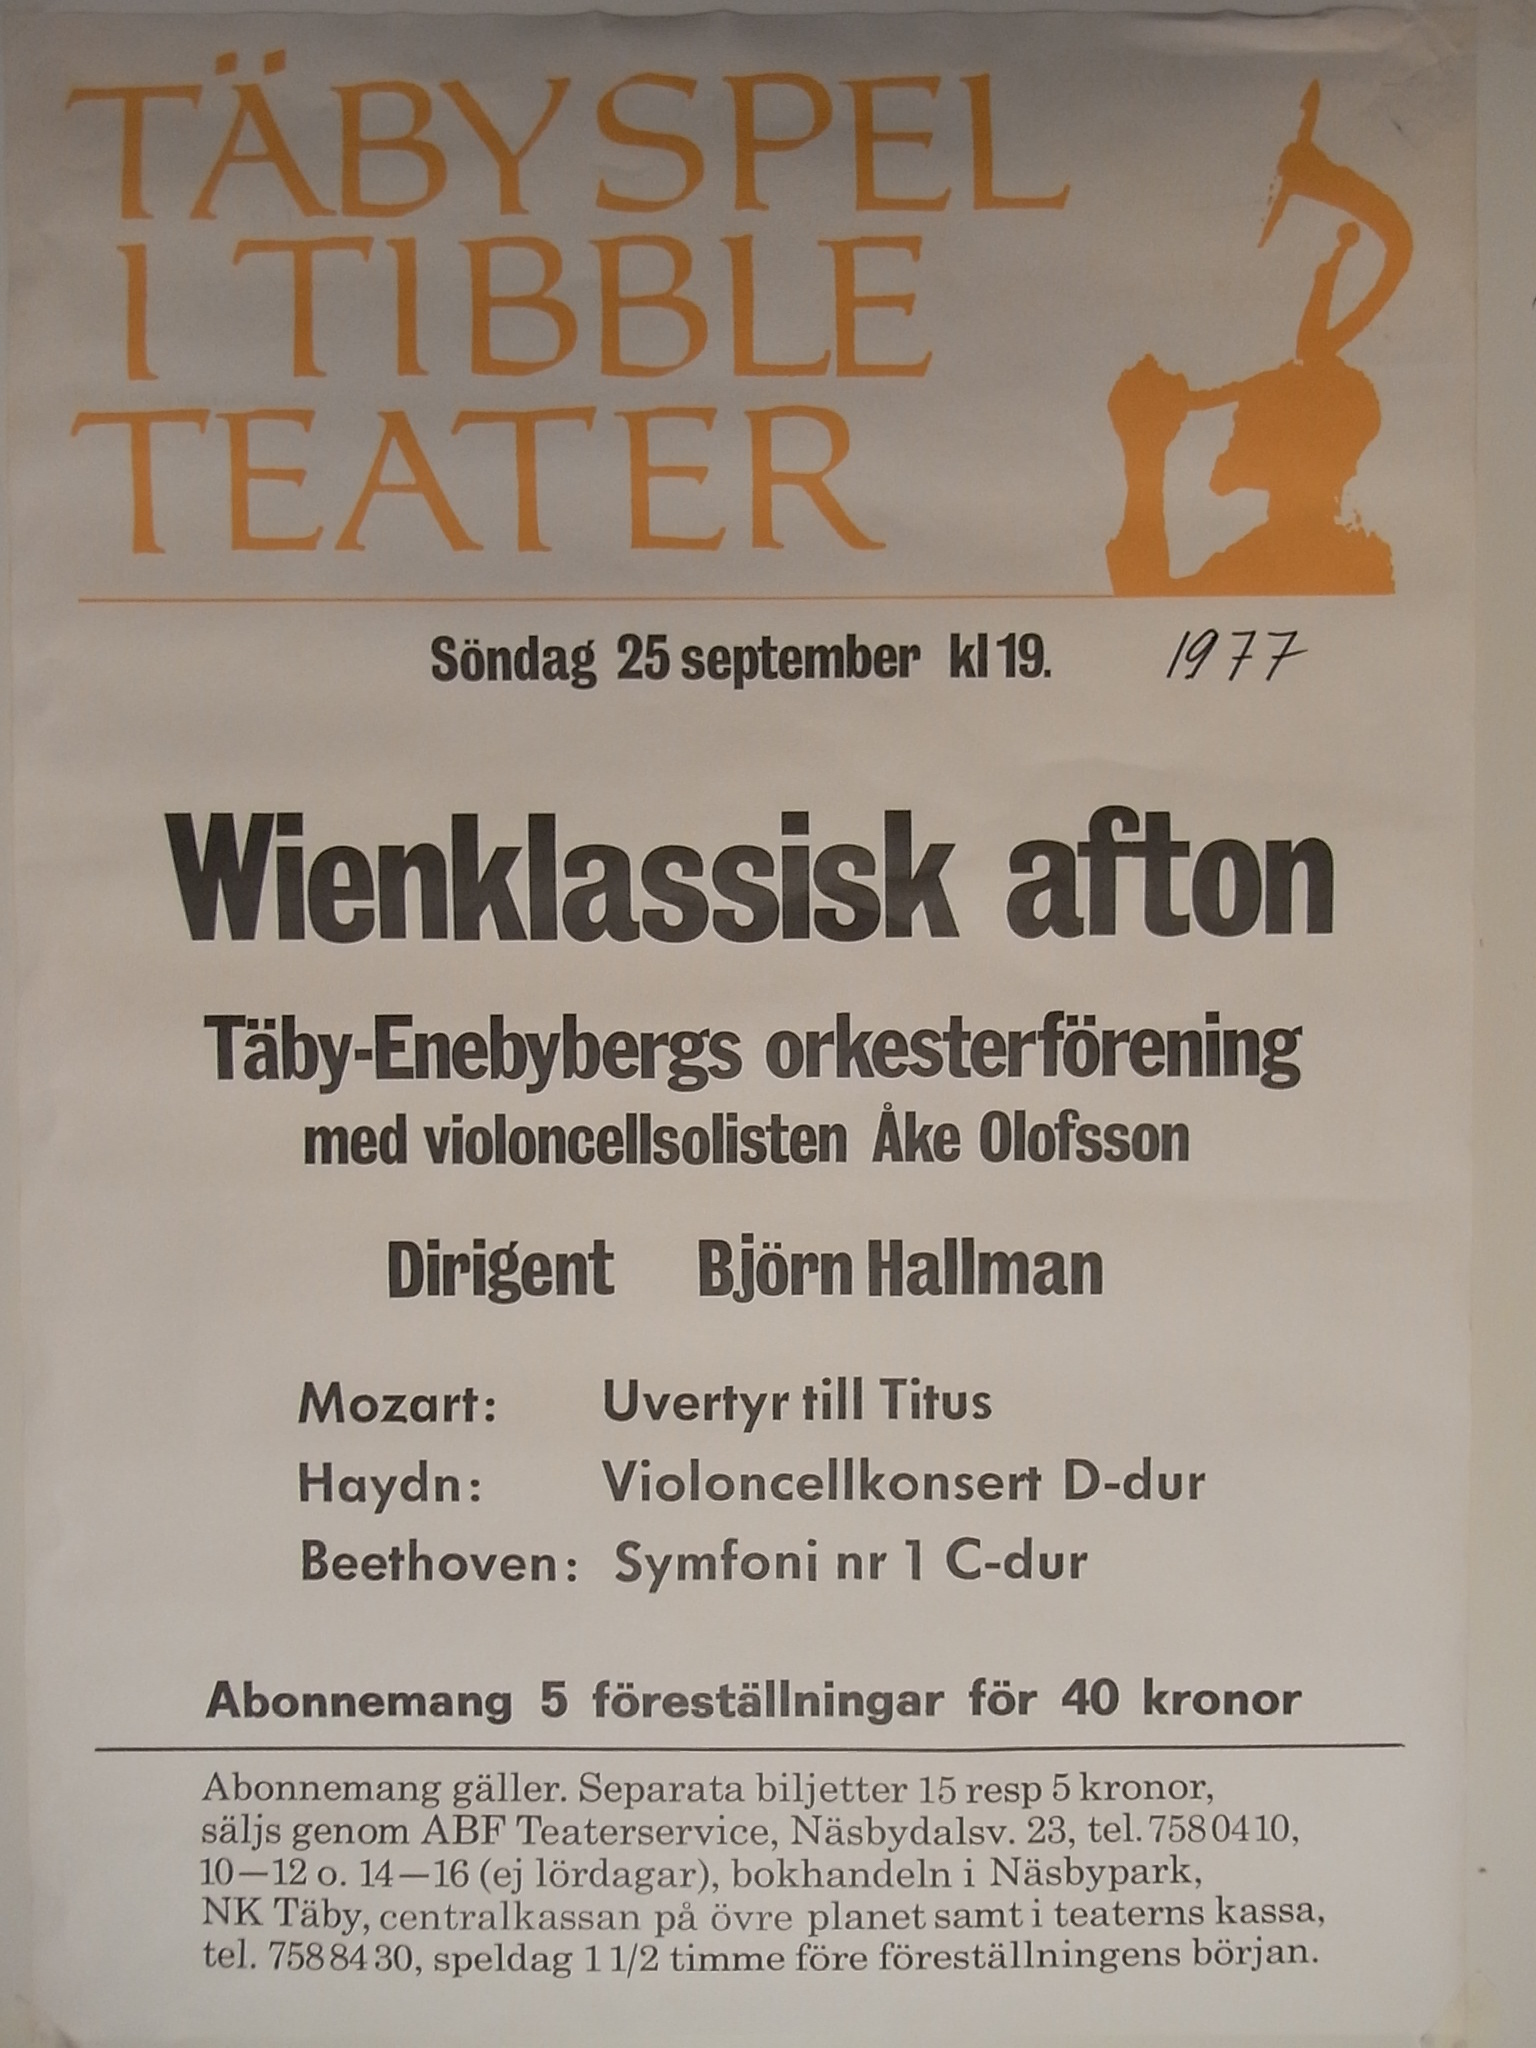 TÄBYSPEL
I TIBBLE
TEATER
Söndag 25 september kl 19. 1977
Wienklassisk afton
Täby-Enebybergs orkesterförening
med violoncellsolisten Åke Olofsson
Dirigent Björn Hallman
Mozart: Uvertyr till Titus
Haydn: Violoncellkonsert D-dur
Beethoven: Symfoni nr 1 C-dur
Abonnemang 5 föreställningar för 40 kronor
Abonnemang gäller. Separata biljetter 15 resp 5 kronor,
säljs genom ABF Teaterservice, Näsbydalsv. 23, tel. 758 04 10,
10—12 o. 14—16 (ej lördagar), bokhandeln i Näsbypark,
NK Täby, centralkassan på övre planet samt i teaterns kassa,
tel. 758 84 30, speldag 1 1/2 timme före föreställningens början.